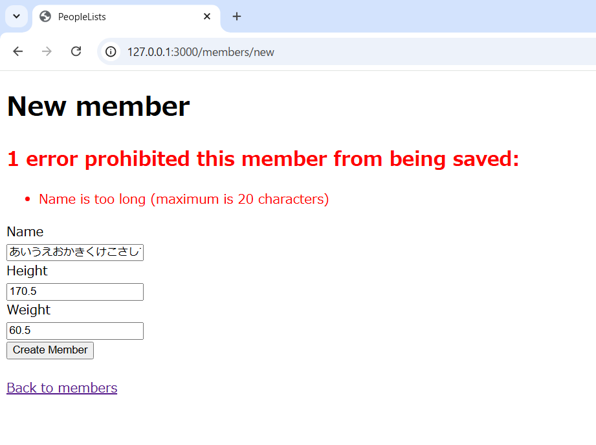 PeopleLists
127.0.0.1:3000/members/new
New member
1 error prohibited this member from being saved:
Name is too long (maximum is 20 characters)
Name
あいうえおかきくけこさし
Height
170.5
Weight
60.5
Create Member
Back to members